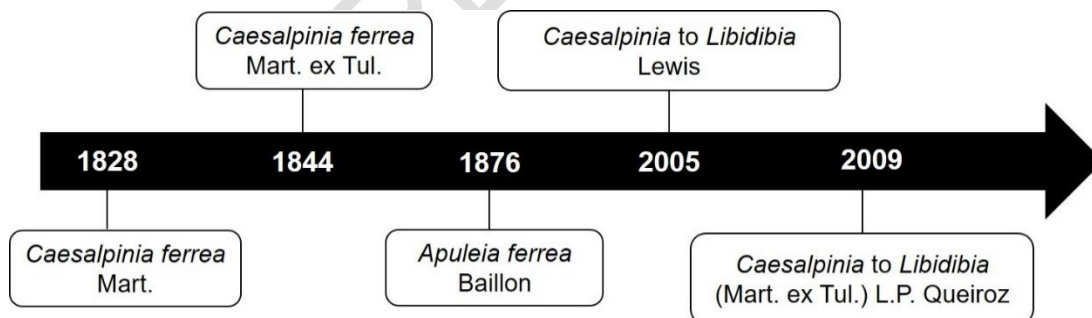 Caesalpinia ferrea
Mart. ex Tul.
Caesalpinia to Libidibia
Lewis
1828
1844
1876
2005
2009
Caesalpinia ferrea
Mart.
Apuleia ferrea
Baillon
Caesalpinia to Libidibia
(Mart. ex Tul.) L.P. Queiroz